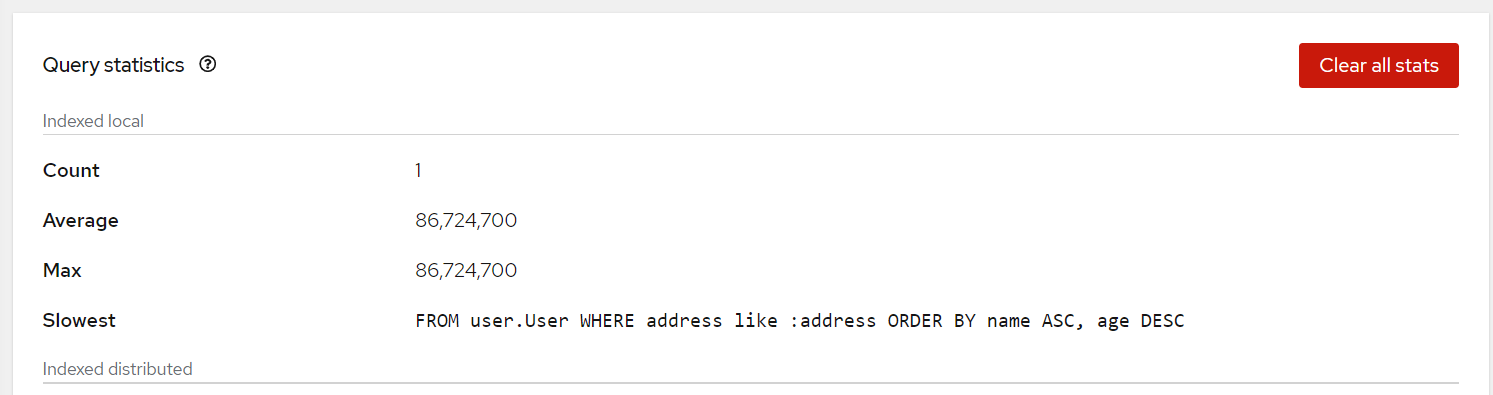 Query statistics
Clear all stats
Indexed local
Count 1
Average 86,724,700
Max 86,724,700
Slowest FROM user.User WHERE address like :address ORDER BY name ASC, age DESC
Indexed distributed